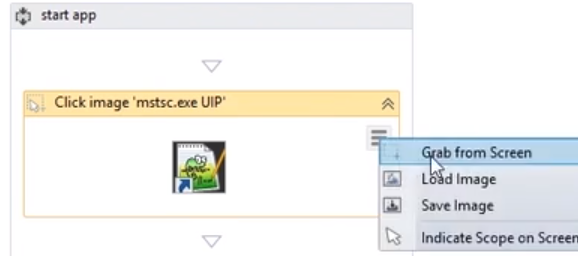 start app
Click image 'mstsc.exe UIP'
Grab from Screen
Load Image
Save Image
Indicate Scope on Screen